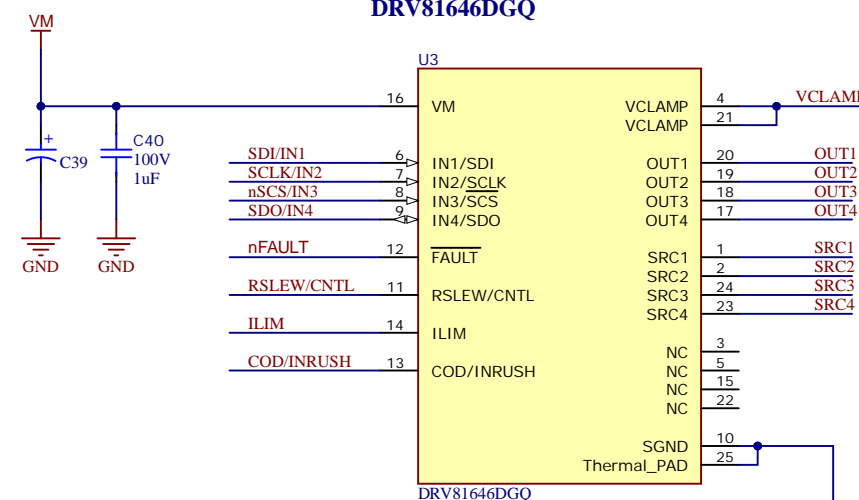 DRV81646DGQ
VM
U3
16 VM
VCLAMP 4
VCLAMP 21
+
C39
C40
100V
1uF
GND
GND
SDI/IN1 6 IN1/SDI
SCLK/IN2 7 IN2/SCLK
nSCS/IN3 8 IN3/SCS
SDO/IN4 9 IN4/SDO
nFAULT 12 FAULT
RSLEW/CNTL 11 RSLEW/CNTL
ILIM 14 ILIM
COD/INRUSH 13 COD/INRUSH
OUT1 20 OUT1
OUT2 19 OUT2
OUT3 18 OUT3
OUT4 17 OUT4
SRC1 1 SRC1
SRC2 2 SRC2
SRC3 24 SRC3
SRC4 23 SRC4
NC 3
NC 5
NC 15
NC 22
SGND 10
Thermal_PAD 25
DRV81646DGQ